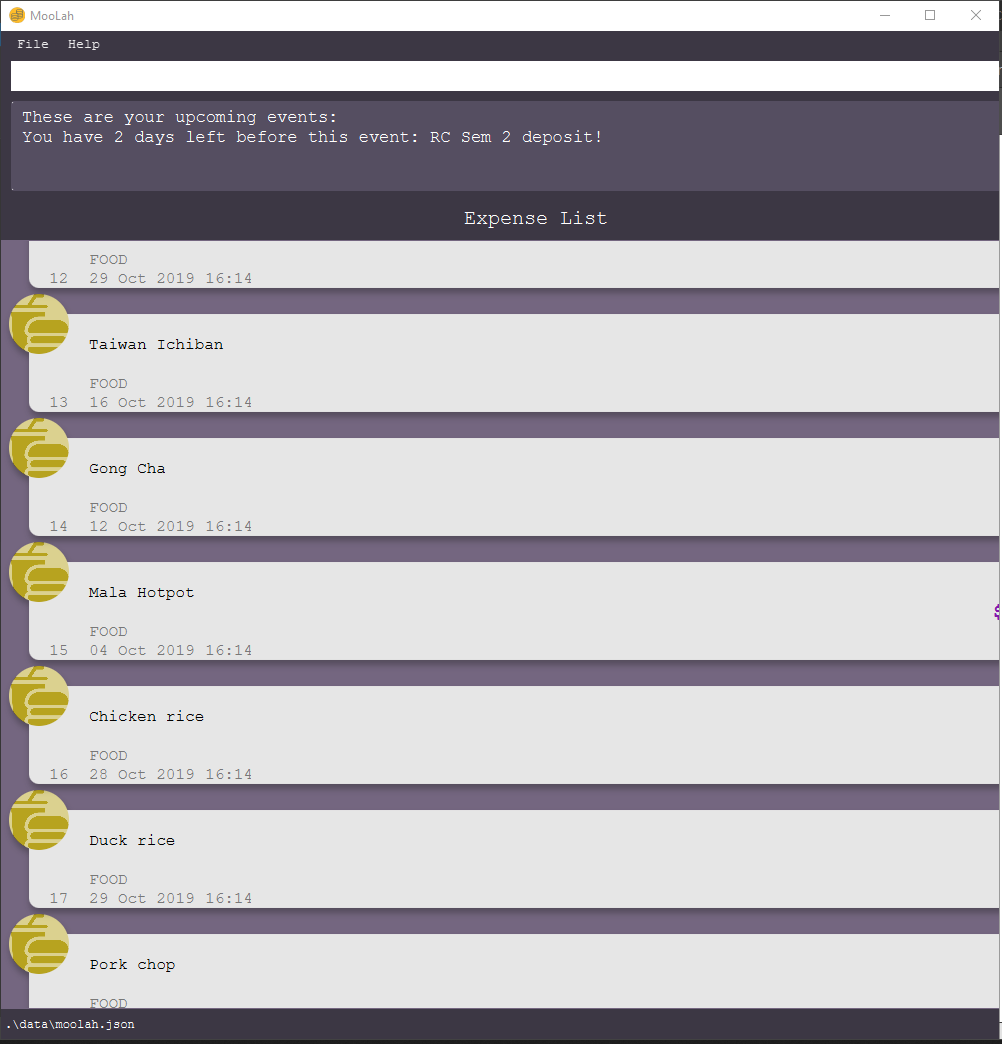 MooLah
File Help
These are your upcoming events:
You have 2 days left before this event: RC Sem 2 deposit!
Expense List
FOOD
12 29 Oct 2019 16:14
Taiwan Ichiban
FOOD
13 16 Oct 2019 16:14
Gong Cha
FOOD
14 12 Oct 2019 16:14
Mala Hotpot
FOOD
15 04 Oct 2019 16:14
Chicken rice
FOOD
16 28 Oct 2019 16:14
Duck rice
FOOD
17 29 Oct 2019 16:14
Pork chop
FOOD
.\data\moolah.json